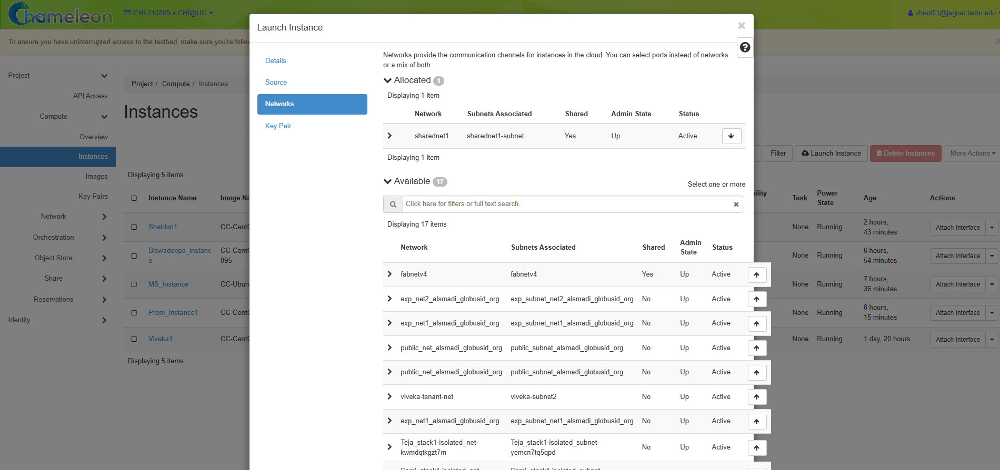 Chameleon
CHI-210889 • CHI@UC
vbent01@jaguar.tamu.edu
To ensure you have uninterrupted access to the testbed, make sure you're follow
Project
API Access
Compute
Overview
Instances
Images
Key Pairs
Network
Orchestration
Object Store
Share
Reservations
Identity
Project / Compute / Instances
Instances
Filter
Launch Instance
Delete Instances
More Actions
Displaying 5 items
Instance Name
Image Na
bility
Task
Power
State
Age
Actions
Sheldon1
CC-Cent
None
Running
2 hours,
43 minutes
Attach Interface
Biswadeepa_instanc
e
CC-Cent
095
None
Running
6 hours,
54 minutes
Attach Interface
MS_Instance
CC-Ubun
None
Running
7 hours,
36 minutes
Attach Interface
Prem_Instance1
CC-Cent
None
Running
8 hours,
15 minutes
Attach Interface
Viveka1
CC-Cent
None
Running
1 day, 20 hours
Attach Interface
Displaying 5 items
Launch Instance
Details
Source
Networks
Key Pair
Networks provide the communication channels for instances in the cloud. You can select ports instead of networks
or a mix of both.
Allocated 1
Displaying 1 item
Network Subnets Associated Shared Admin State Status
sharednet1 sharednet1-subnet Yes Up Active
Displaying 1 item
Available 17
Select one or more
Click here for filters or full text search.
Displaying 17 items
Network Subnets Associated Shared Admin State Status
fabnetv4 fabnetv4 Yes Up Active
exp_net2_alsmadi_globusid_org exp_subnet_net2_alsmadi_globusid_org No Up Active
exp_net1_alsmadi_globusid_org exp_subnet_net1_alsmadi_globusid_org No Up Active
public_net_alsmadi_globusid_org public_subnet_alsmadi_globusid_org No Up Active
public_net_alsmadi_globusid_org public_subnet_alsmadi_globusid_org No Up Active
viveka-tenant-net viveka-subnet2 No Up Active
exp_net1_alsmadi_globusid_org exp_subnet_net1_alsmadi_globusid_org No Up Active
Teja_stack1-isolated_net- Teja_stack1-isolated_subnet- No Up Active
kwmdqtkgzt7m yemcn7tq5qpd